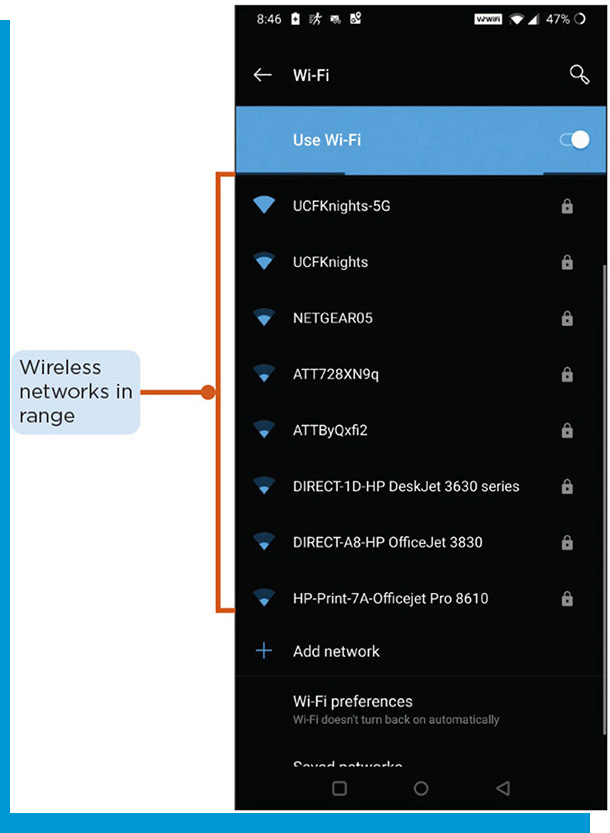 8:46
VoWiFi 47%
Wi-Fi
Use Wi-Fi
UCFKnights-5G
UCFKnights
NETGEAR05
ATT728XN9q
ATTByQxfi2
DIRECT-1D-HP DeskJet 3630 series
DIRECT-A8-HP OfficeJet 3830
HP-Print-7A-Officejet Pro 8610
Add network
Wi-Fi preferences
Wi-Fi doesn't turn back on automatically
Saved networks
Wireless
networks in
range